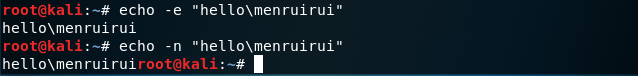 root@kali:~# echo -e "hello\menruirui"
hello\menruirui
root@kali:~# echo -n "hello\menruirui"
hello\menruiruiroot@kali:~#